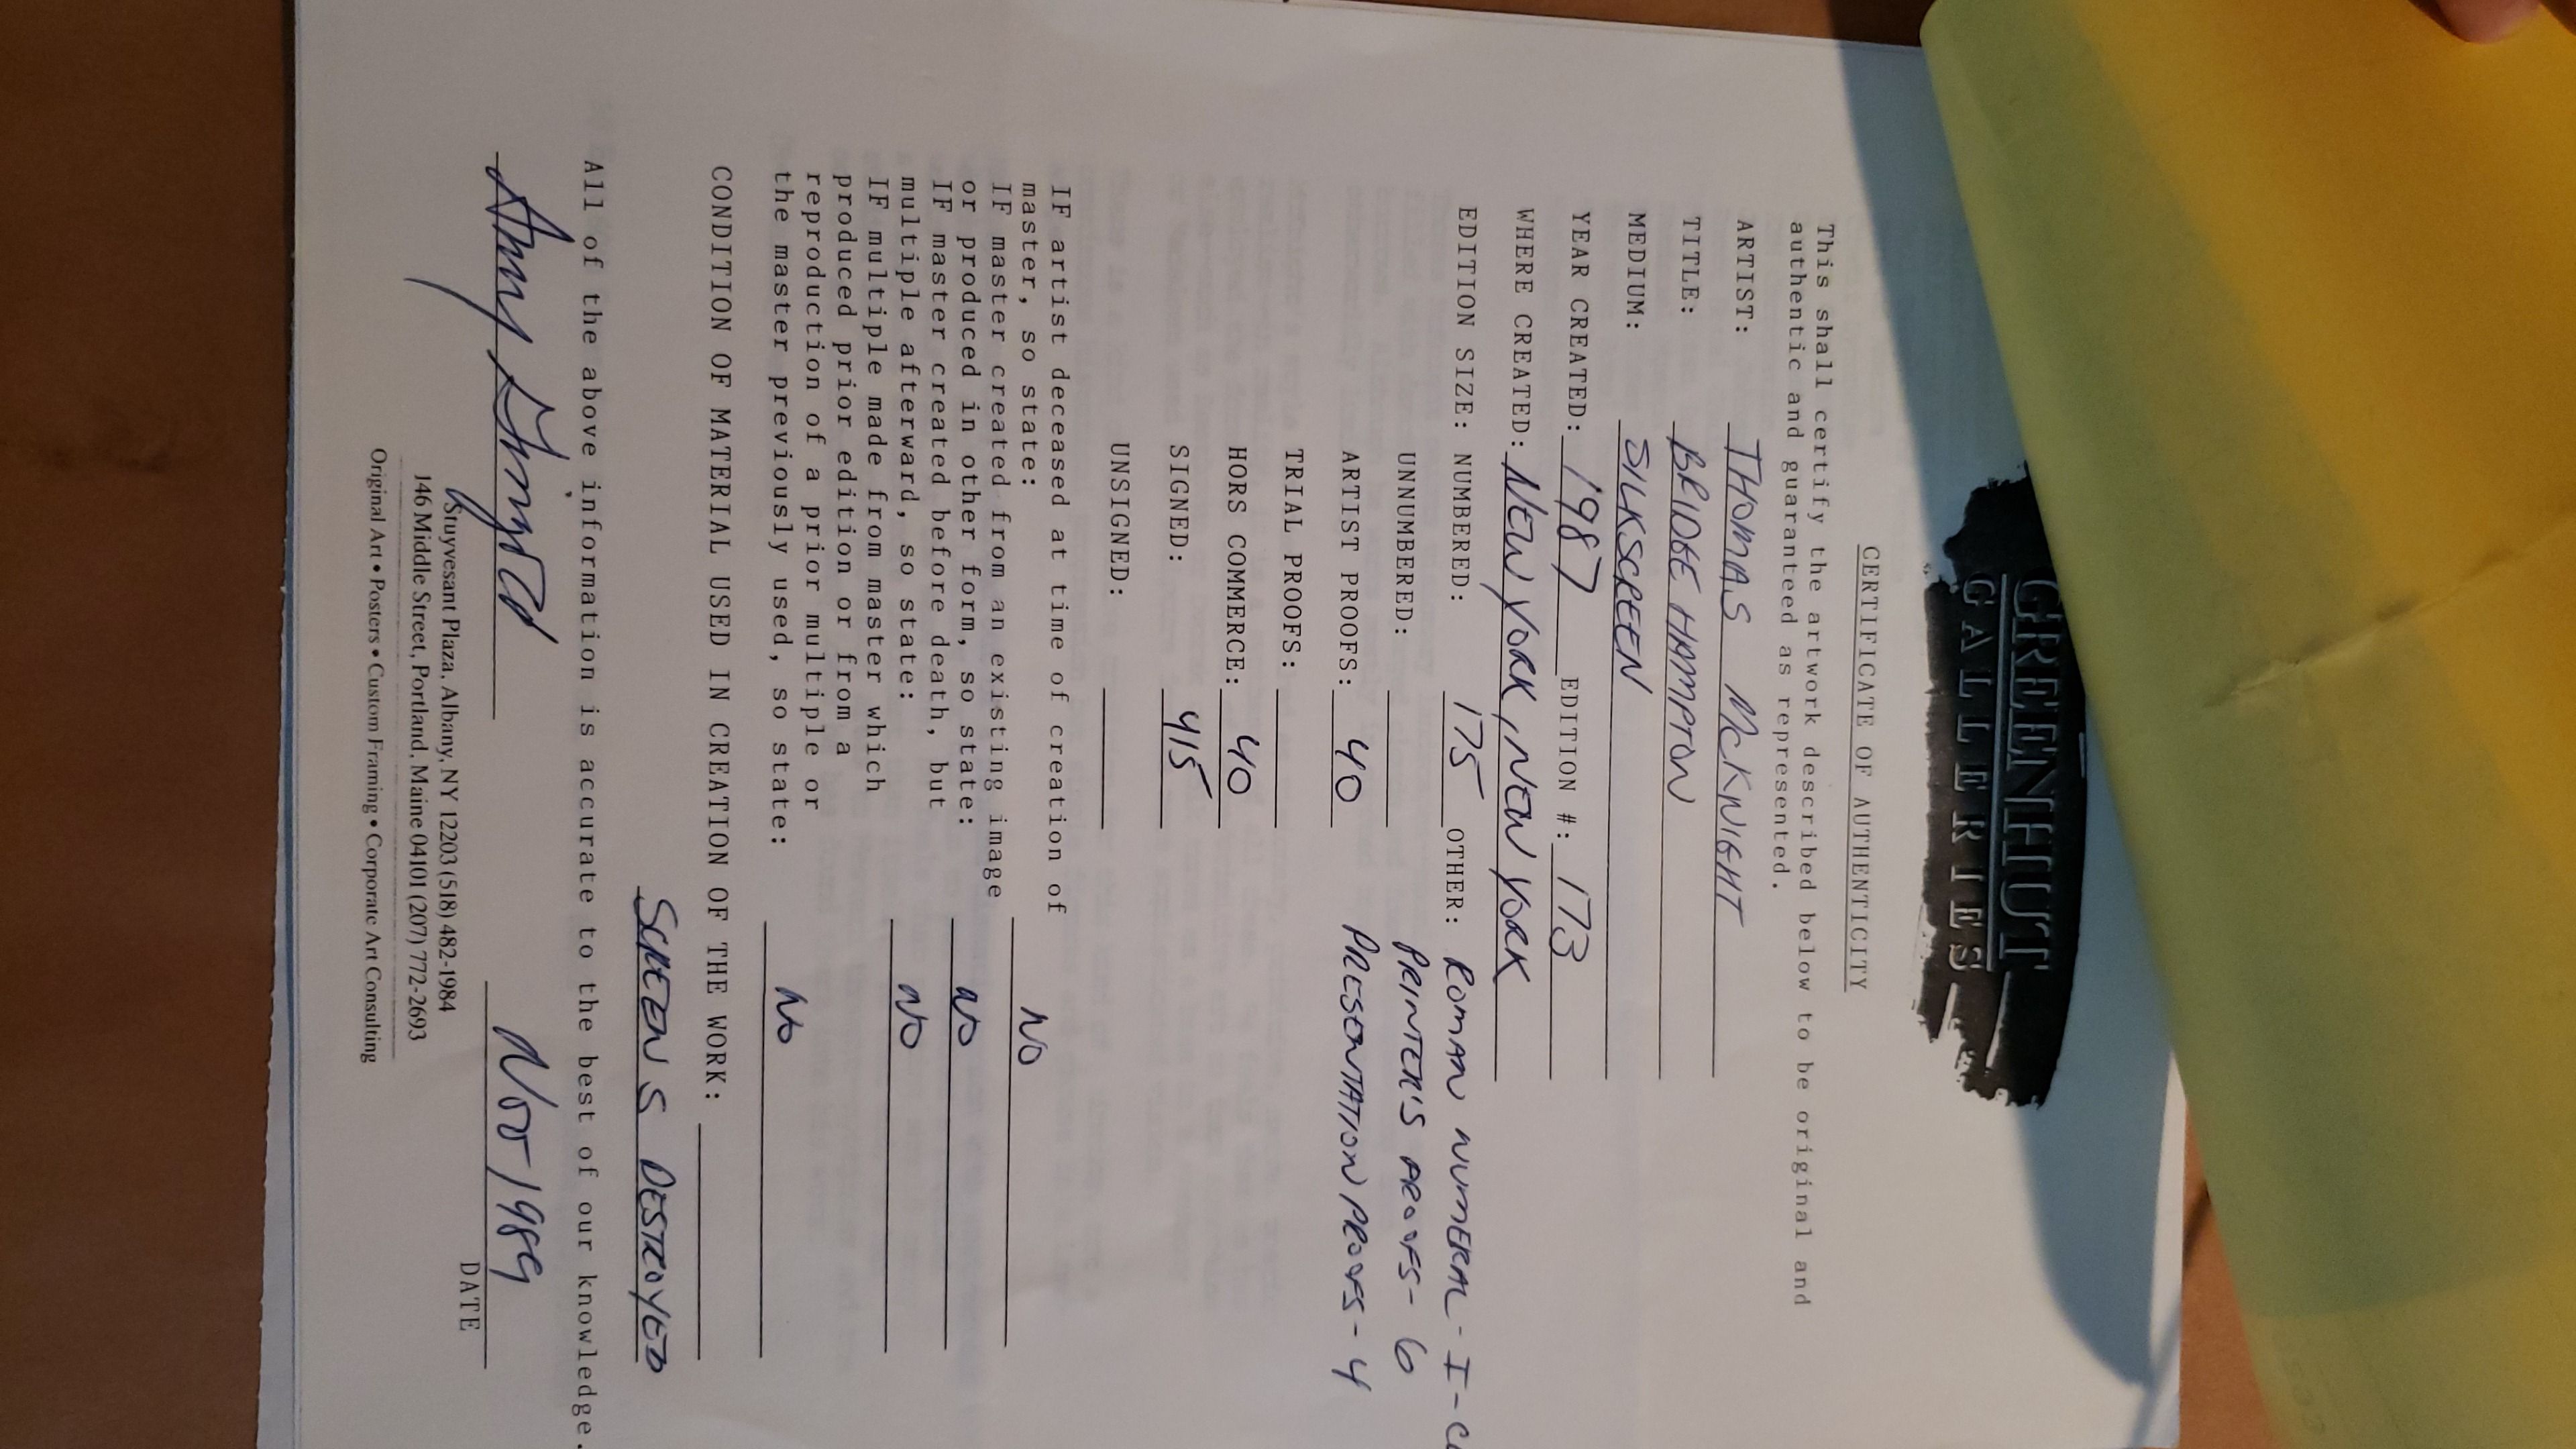 GREENHUT
GALLERIES
CERTIFICATE OF AUTHENTICITY
This shall certify the artwork described below to be original and
authentic and guaranteed as represented.
ARTIST: THOMAS McKNIGHT
TITLE: BRIDGE HAMPTON
MEDIUM: SILKSCREEN
YEAR CREATED: 1987 EDITION #: 173
WHERE CREATED: NEW YORK, NEW YORK
EDITION SIZE: NUMBERED: 175 OTHER: ROMAN NUMERAL - I-C
UNNUMBERED: PRINTER'S PROOFS - 6
ARTIST PROOFS: 40 PRESENTATION PROOFS - 4
TRIAL PROOFS:
HORS COMMERCE: 40
SIGNED: 415
UNSIGNED:
IF artist deceased at time of creation of
master, so state: NO
IF master created from an existing image
or produced in other form, so state: NO
IF master created before death, but
multiple afterward, so state: NO
IF multiple made from master which
produced prior edition or from a
reproduction of a prior multiple or
the master previously used, so state: NO
CONDITION OF MATERIAL USED IN CREATION OF THE WORK:
SCREENS DESTROYED
All of the above information is accurate to the best of our knowledge.
Amy Nov 1989
DATE
Stuyvesant Plaza, Albany, NY 12203 (518) 482-1984
146 Middle Street, Portland, Maine 04101 (207) 772-2693
Original Art • Posters • Custom Framing • Corporate Art Consulting